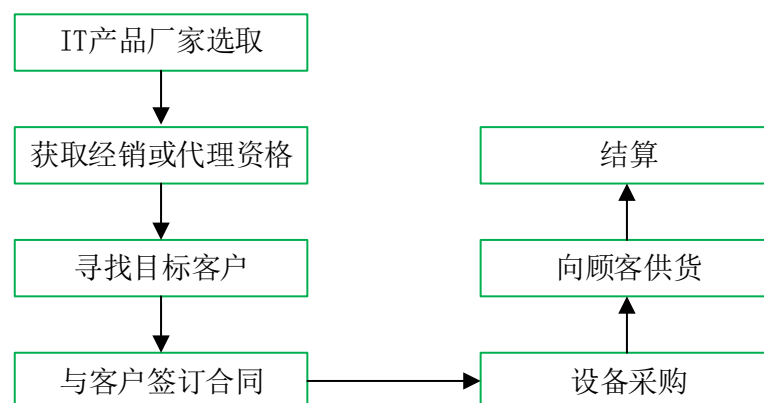 IT产品厂家选取
获取经销或代理资格
寻找目标客户
与客户签订合同
设备采购
向顾客供货
结算